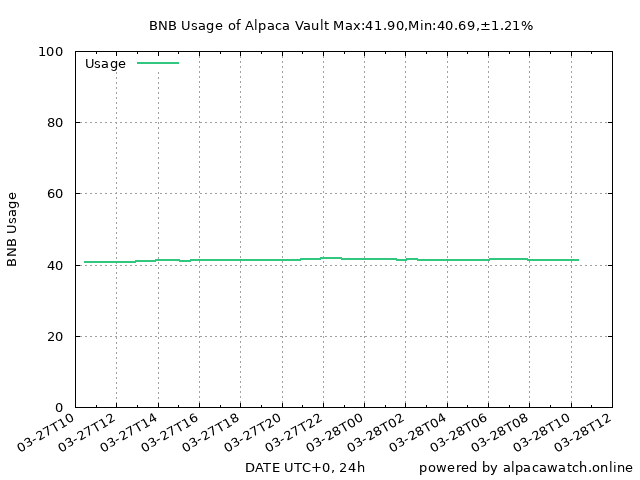 BNB Usage of Alpaca Vault Max:41.90,Min:40.69,±1.21%
100
Usage
80
60
BNB Usage
40
20
0
03-27T10
03-27T12
03-27T14
03-27T16
03-27T18
03-27T20
03-27T22
03-28T00
03-28T02
03-28T04
03-28T06
03-28T08
03-28T10
03-28T12
DATE UTC+0, 24h
powered by alpacawatch.online